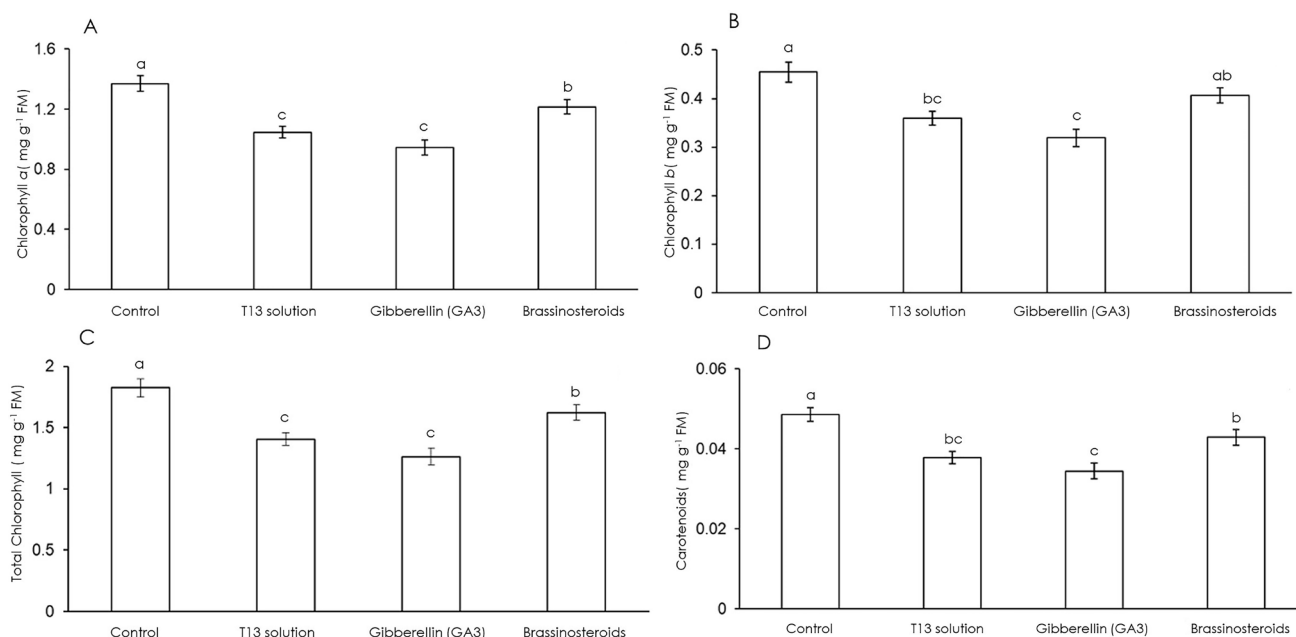 A
Chlorophyll a( mg g⁻¹ FM)
1.6
1.2
0.8
0.4
0
a
c
c
b
Control
T13 solution
Gibberellin (GA3)
Brassinosteroids
B
Chlorophyll b( mg g⁻¹ FM)
0.5
0.4
0.3
0.2
0.1
0
a
bc
c
ab
Control
T13 solution
Gibberellin (GA3)
Brassinosteroids
C
Total Chlorophyll ( mg g⁻¹ FM)
2
1.5
1
0.5
0
a
c
c
b
Control
T13 solution
Gibberellin (GA3)
Brassinosteroids
D
Carotenoids( mg g⁻¹ FM)
0.06
0.04
0.02
0
a
bc
c
b
Control
T13 solution
Gibberellin (GA3)
Brassinosteroids